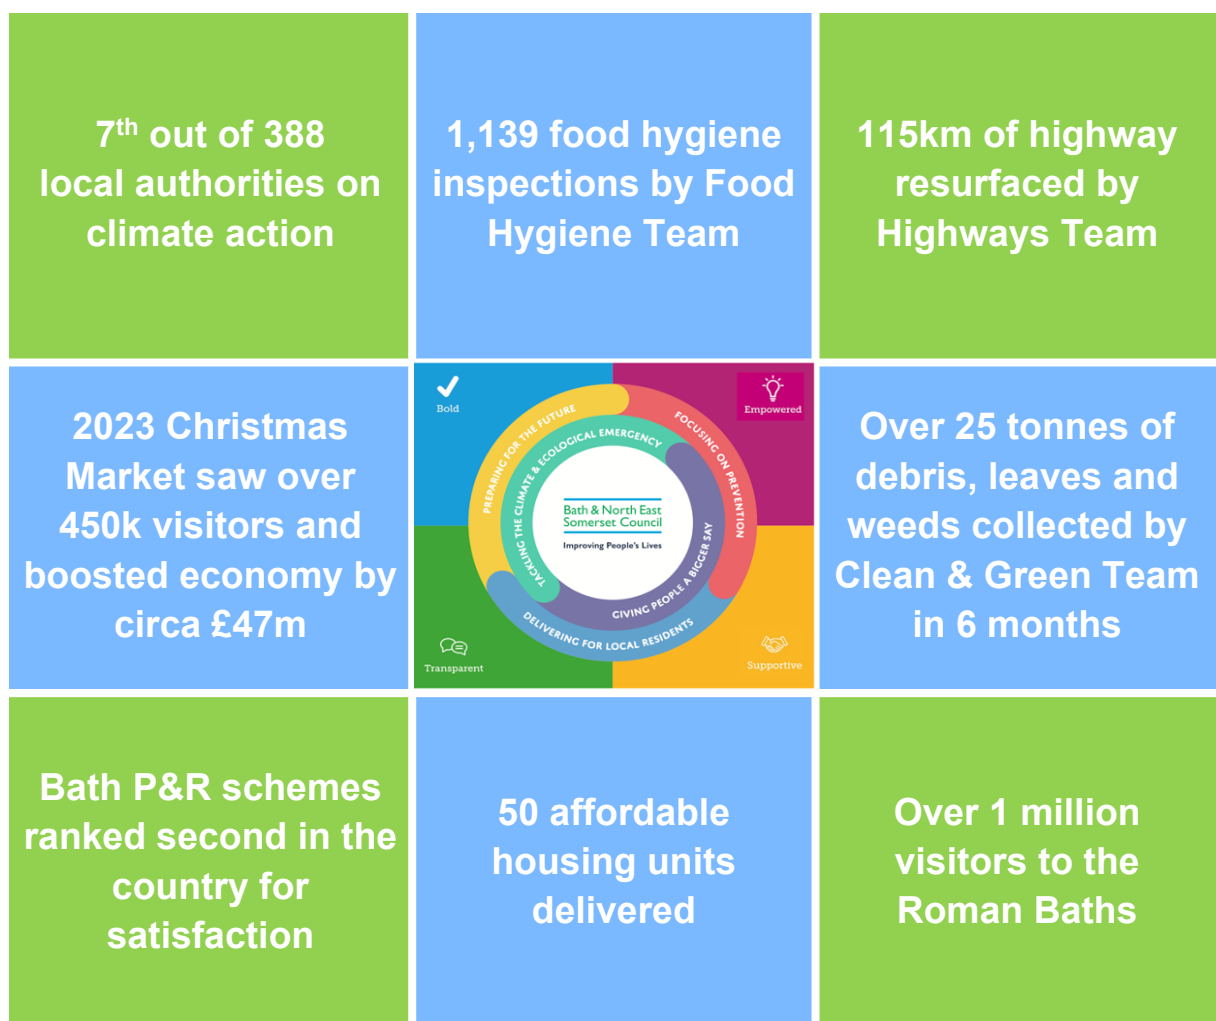 7th out of 388
local authorities on
climate action
1,139 food hygiene
inspections by Food
Hygiene Team
115km of highway
resurfaced by
Highways Team
2023 Christmas
Market saw over
450k visitors and
boosted economy by
circa £47m
Bold
Empowered
PREPARING FOR THE FUTURE
FOCUSING ON PREVENTION
TACKLING THE CLIMATE & ECOLOGICAL EMERGENCY
GIVING PEOPLE A BIGGER SAY
DELIVERING FOR LOCAL RESIDENTS
Bath & North East
Somerset Council
Improving People's Lives
Transparent
Supportive
Over 25 tonnes of
debris, leaves and
weeds collected by
Clean & Green Team
in 6 months
Bath P&R schemes
ranked second in the
country for
satisfaction
50 affordable
housing units
delivered
Over 1 million
visitors to the
Roman Baths